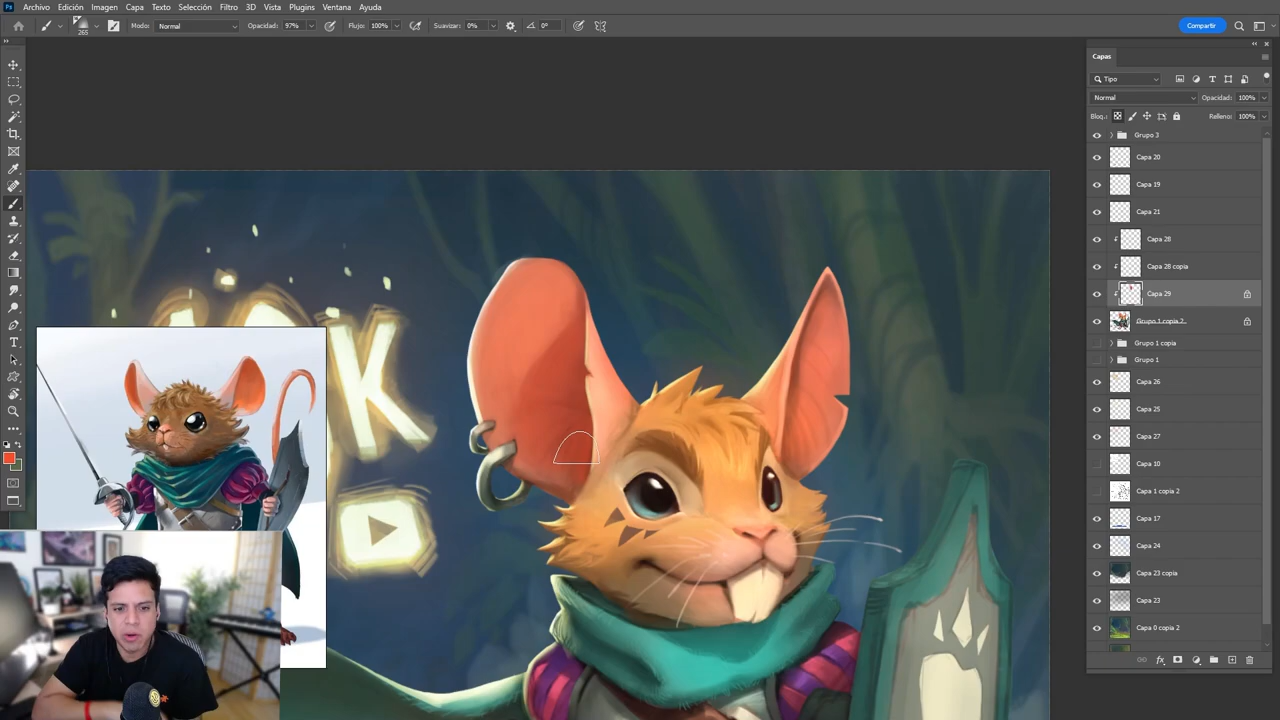 Ps Archivo Edición Imagen Capa Texto Selección Filtro 3D Vista Plugins Ventana Ayuda
265 Modo: Normal Opacidad: 97% Flujo: 100% Suavizar: 0% 0° Compartir
Capas
Tipo
Normal Opacidad: 100%
Bloq.: Relleno: 100%
Grupo 3
Capa 20
Capa 19
Capa 21
Capa 28
Capa 28 copia
Capa 29
Grupo 1 copia 2
Grupo 1 copia
Grupo 1
Capa 26
Capa 25
Capa 27
Capa 10
Capa 1 copia 2
Capa 17
Capa 24
Capa 23 copia
Capa 23
Capa 0 copia 2
K